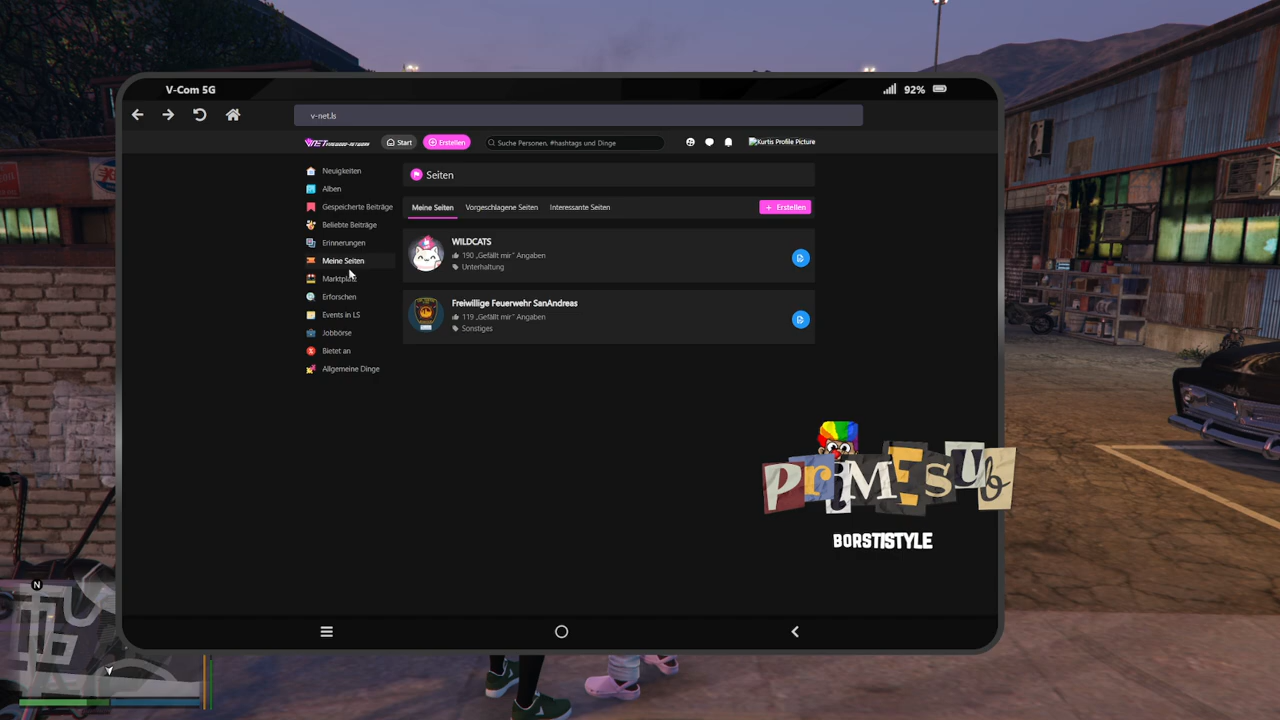 V-Com 5G
92%
v-net.ls
VNET
Start
Erstellen
Suche Personen, #hashtags und Dinge
Kurtis Profile Picture
Neuigkeiten
Alben
Gespeicherte Beiträge
Beliebte Beiträge
Erinnerungen
Meine Seiten
Marktplatz
Erforschen
Events in LS
Jobbörse
Bietet an
Allgemeine Dinge
Seiten
Meine Seiten
Vorgeschlagene Seiten
Interessante Seiten
+ Erstellen
WILDCATS
190 „Gefällt mir" Angaben
Unterhaltung
Freiwillige Feuerwehr SanAndreas
119 „Gefällt mir" Angaben
Sonstiges
PriMESUb
BORSTISTYLE
N